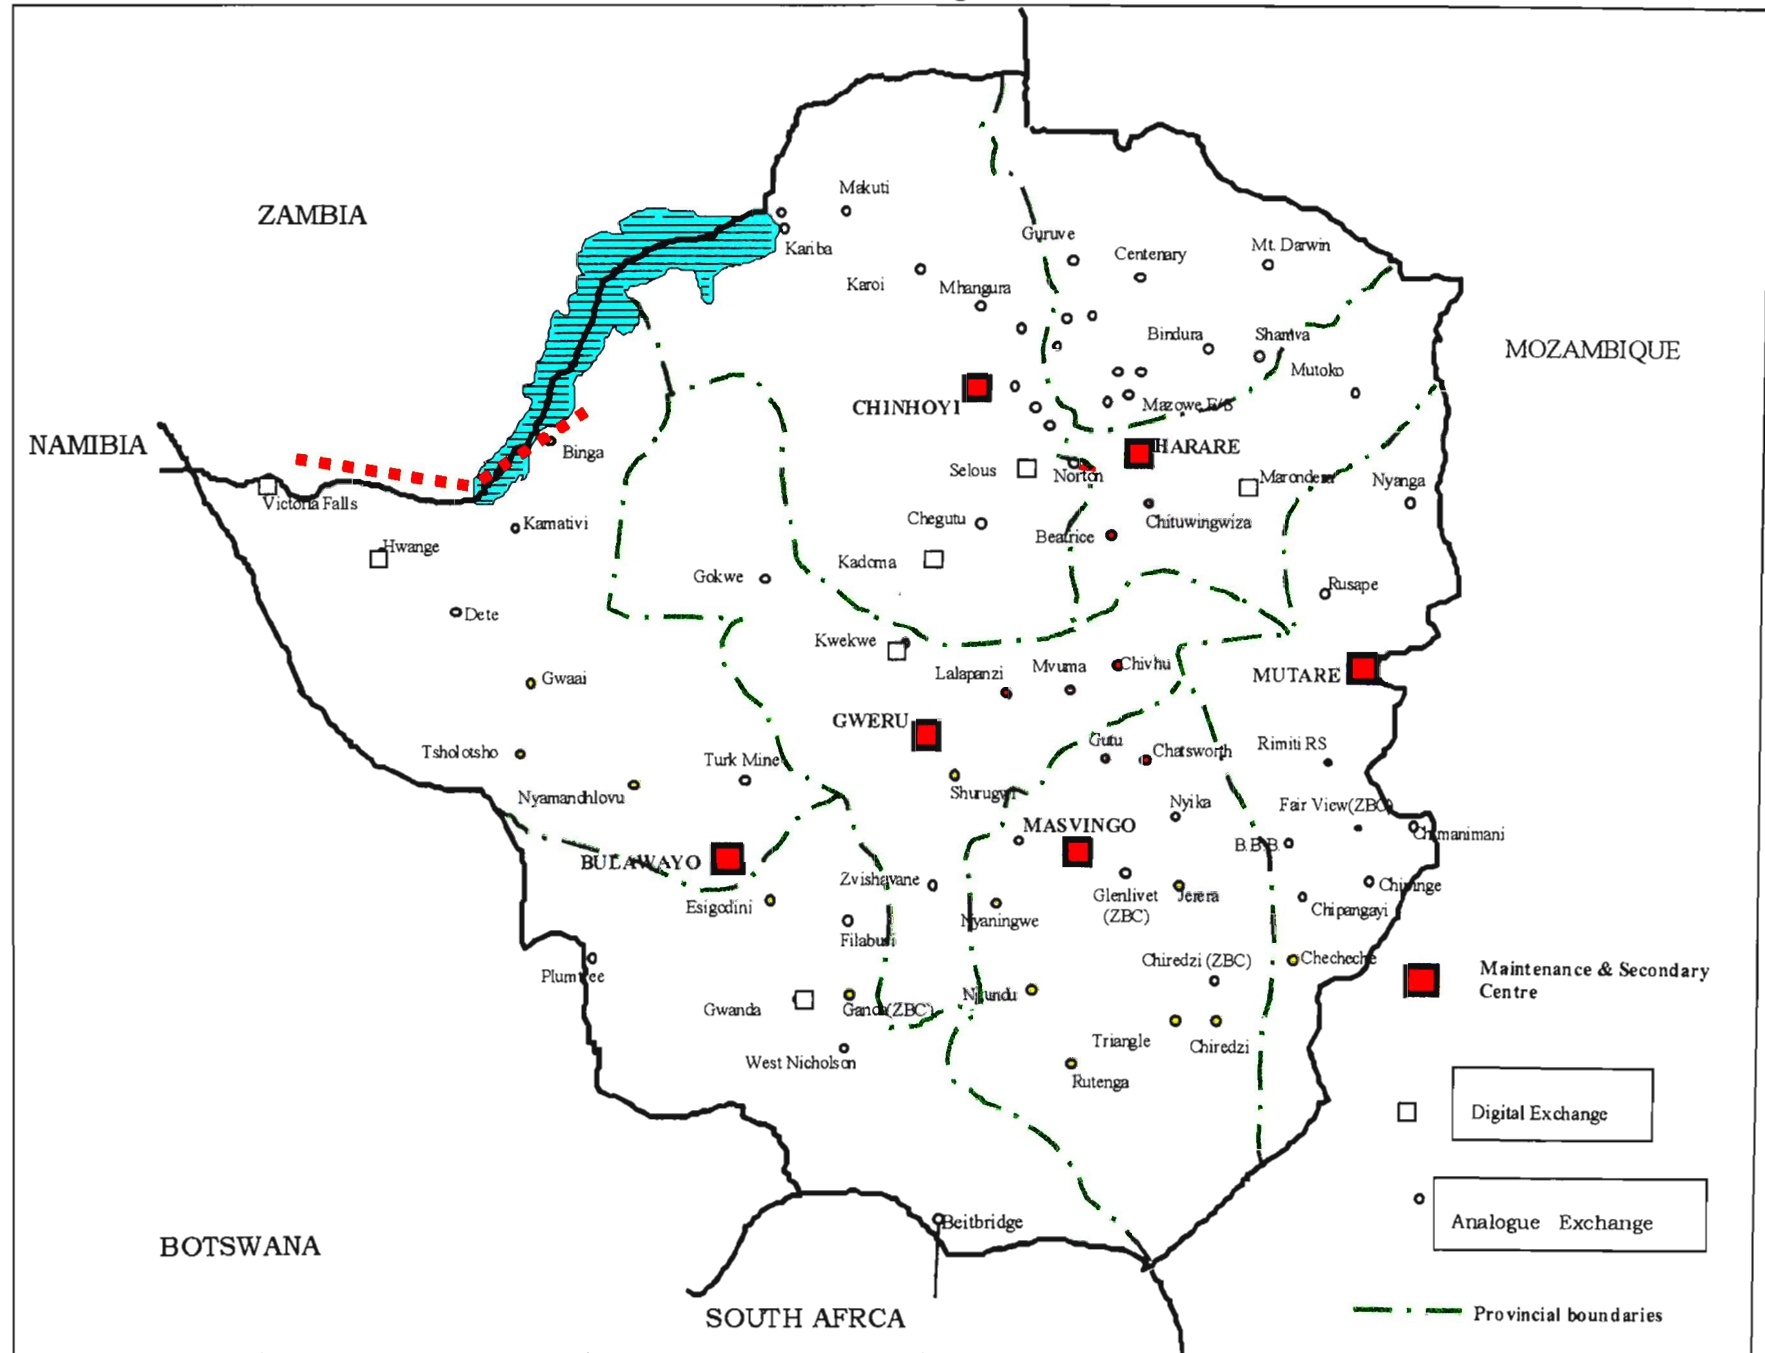 ZAMBIA
Makuti
Kariba
Guruve
Centenary
Mt. Darwin
Karoi
Mhangura
Bindura
Shamva
MOZAMBIQUE
Mutoko
CHINHOYI
Mazowe E/S
NAMIBIA
Binga
HARARE
Selous
Norton
Marondera
Nyanga
Victoria Falls
Kamativi
Chegutu
Chituwingwiza
Beatrice
Hwange
Kadoma
Gokwe
Rusape
Dete
Kwekwe
Lalapanzi
Mvuma
Chivhu
MUTARE
Gwaai
GWERU
Gutu
Chatsworth
Rimiti RS
Tsholotsho
Turk Mine
Nyamandhlovu
Shurugwi
Nyika
Fair View(ZBC)
MASVINGO
Chimanimani
B.B.B.
BULAWAYO
Zvishavane
Glenlivet
(ZBC)
Jerera
Chipinge
Esigodini
Nyaningwe
Chipangayi
Filabusi
Plumtree
Chiredzi (ZBC)
Checheche
Maintenance & Secondary
Centre
Gwanda
(ZBC)
Triangle
Chiredzi
West Nicholson
Rutenga
Digital Exchange
Beitbridge
Analogue Exchange
BOTSWANA
SOUTH AFRCA
Provincial boundaries